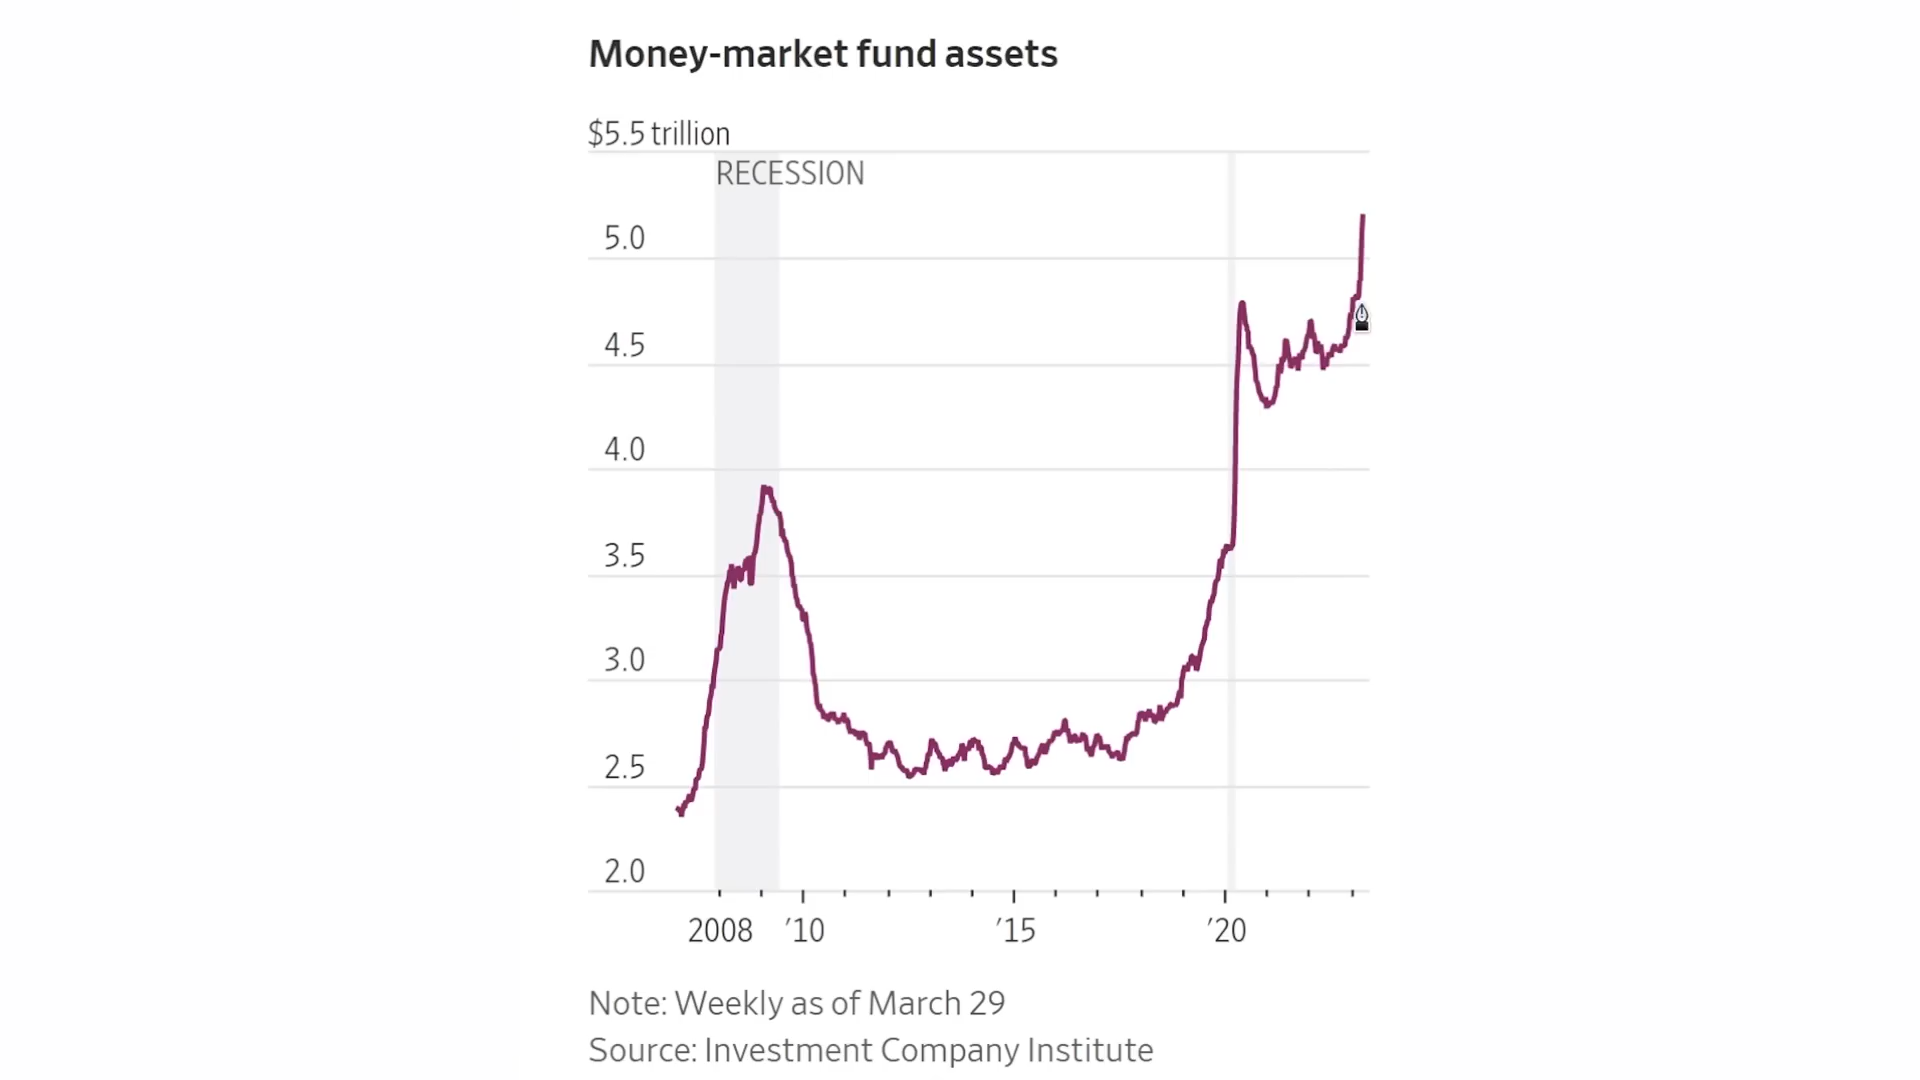 Money-market fund assets
$5.5 trillion
RECESSION
5.0
4.5
4.0
3.5
3.0
2.5
2.0
2008 ’10 ’15 ’20
Note: Weekly as of March 29
Source: Investment Company Institute